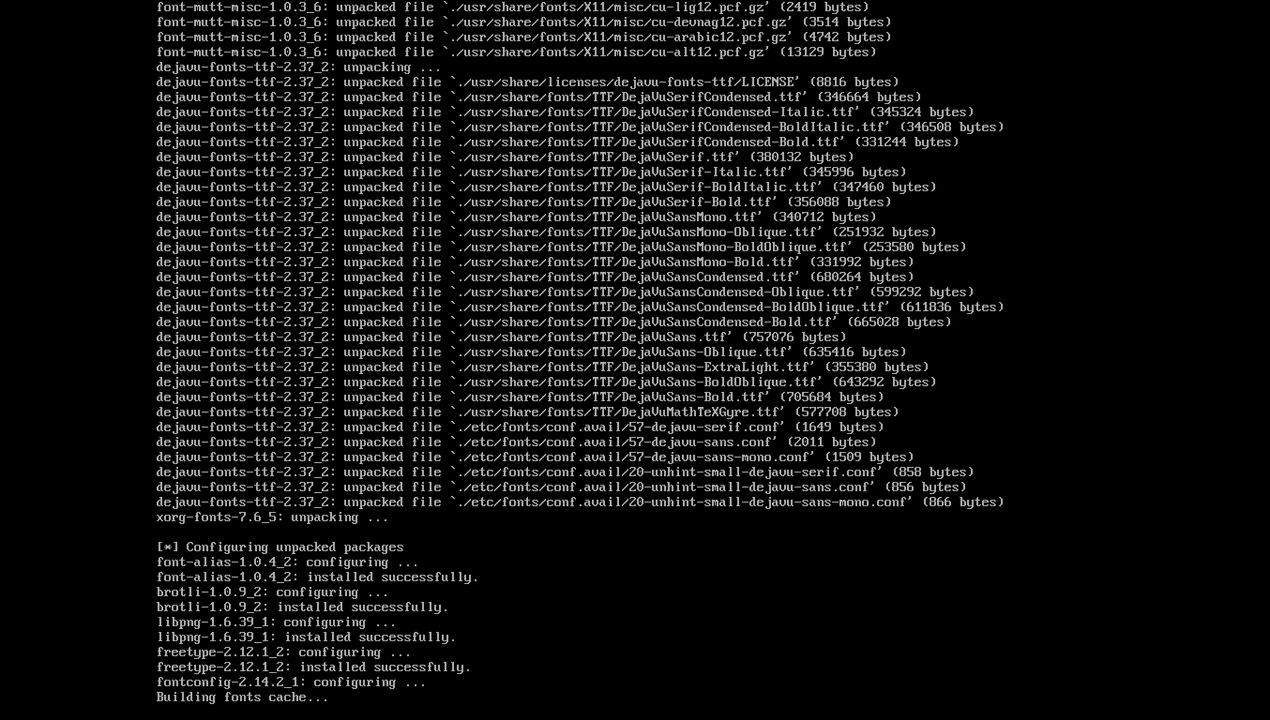 font-mutt-misc-1.0.3_6: unpacked file `./usr/share/fonts/X11/misc/cu-lig12.pcf.gz' (2419 bytes)
font-mutt-misc-1.0.3_6: unpacked file `./usr/share/fonts/X11/misc/cu-devnag12.pcf.gz' (3514 bytes)
font-mutt-misc-1.0.3_6: unpacked file `./usr/share/fonts/X11/misc/cu-arabic12.pcf.gz' (4742 bytes)
font-mutt-misc-1.0.3_6: unpacked file `./usr/share/fonts/X11/misc/cu-alt12.pcf.gz' (13129 bytes)
dejavu-fonts-ttf-2.37_2: unpacking ...
dejavu-fonts-ttf-2.37_2: unpacked file `./usr/share/licenses/dejavu-fonts-ttf/LICENSE' (8816 bytes)
dejavu-fonts-ttf-2.37_2: unpacked file `./usr/share/fonts/TTF/DejaVuSerifCondensed.ttf' (346664 bytes)
dejavu-fonts-ttf-2.37_2: unpacked file `./usr/share/fonts/TTF/DejaVuSerifCondensed-Italic.ttf' (345324 bytes)
dejavu-fonts-ttf-2.37_2: unpacked file `./usr/share/fonts/TTF/DejaVuSerifCondensed-BoldItalic.ttf' (346508 bytes)
dejavu-fonts-ttf-2.37_2: unpacked file `./usr/share/fonts/TTF/DejaVuSerifCondensed-Bold.ttf' (331244 bytes)
dejavu-fonts-ttf-2.37_2: unpacked file `./usr/share/fonts/TTF/DejaVuSerif.ttf' (380132 bytes)
dejavu-fonts-ttf-2.37_2: unpacked file `./usr/share/fonts/TTF/DejaVuSerif-Italic.ttf' (345996 bytes)
dejavu-fonts-ttf-2.37_2: unpacked file `./usr/share/fonts/TTF/DejaVuSerif-BoldItalic.ttf' (347460 bytes)
dejavu-fonts-ttf-2.37_2: unpacked file `./usr/share/fonts/TTF/DejaVuSerif-Bold.ttf' (356088 bytes)
dejavu-fonts-ttf-2.37_2: unpacked file `./usr/share/fonts/TTF/DejaVuSansMono.ttf' (340712 bytes)
dejavu-fonts-ttf-2.37_2: unpacked file `./usr/share/fonts/TTF/DejaVuSansMono-Oblique.ttf' (251932 bytes)
dejavu-fonts-ttf-2.37_2: unpacked file `./usr/share/fonts/TTF/DejaVuSansMono-BoldOblique.ttf' (253580 bytes)
dejavu-fonts-ttf-2.37_2: unpacked file `./usr/share/fonts/TTF/DejaVuSansMono-Bold.ttf' (331992 bytes)
dejavu-fonts-ttf-2.37_2: unpacked file `./usr/share/fonts/TTF/DejaVuSansCondensed.ttf' (680264 bytes)
dejavu-fonts-ttf-2.37_2: unpacked file `./usr/share/fonts/TTF/DejaVuSansCondensed-Oblique.ttf' (599292 bytes)
dejavu-fonts-ttf-2.37_2: unpacked file `./usr/share/fonts/TTF/DejaVuSansCondensed-BoldOblique.ttf' (611836 bytes)
dejavu-fonts-ttf-2.37_2: unpacked file `./usr/share/fonts/TTF/DejaVuSansCondensed-Bold.ttf' (665028 bytes)
dejavu-fonts-ttf-2.37_2: unpacked file `./usr/share/fonts/TTF/DejaVuSans.ttf' (757076 bytes)
dejavu-fonts-ttf-2.37_2: unpacked file `./usr/share/fonts/TTF/DejaVuSans-Oblique.ttf' (635416 bytes)
dejavu-fonts-ttf-2.37_2: unpacked file `./usr/share/fonts/TTF/DejaVuSans-ExtraLight.ttf' (355380 bytes)
dejavu-fonts-ttf-2.37_2: unpacked file `./usr/share/fonts/TTF/DejaVuSans-BoldOblique.ttf' (643292 bytes)
dejavu-fonts-ttf-2.37_2: unpacked file `./usr/share/fonts/TTF/DejaVuSans-Bold.ttf' (705684 bytes)
dejavu-fonts-ttf-2.37_2: unpacked file `./usr/share/fonts/TTF/DejaVuMathTeXGyre.ttf' (577708 bytes)
dejavu-fonts-ttf-2.37_2: unpacked file `./etc/fonts/conf.avail/57-dejavu-serif.conf' (1649 bytes)
dejavu-fonts-ttf-2.37_2: unpacked file `./etc/fonts/conf.avail/57-dejavu-sans.conf' (2011 bytes)
dejavu-fonts-ttf-2.37_2: unpacked file `./etc/fonts/conf.avail/57-dejavu-sans-mono.conf' (1509 bytes)
dejavu-fonts-ttf-2.37_2: unpacked file `./etc/fonts/conf.avail/20-unhint-small-dejavu-serif.conf' (858 bytes)
dejavu-fonts-ttf-2.37_2: unpacked file `./etc/fonts/conf.avail/20-unhint-small-dejavu-sans.conf' (856 bytes)
dejavu-fonts-ttf-2.37_2: unpacked file `./etc/fonts/conf.avail/20-unhint-small-dejavu-sans-mono.conf' (866 bytes)
xorg-fonts-7.6_5: unpacking ...
[*] Configuring unpacked packages
font-alias-1.0.4_2: configuring ...
font-alias-1.0.4_2: installed successfully.
brotli-1.0.9_2: configuring ...
brotli-1.0.9_2: installed successfully.
libpng-1.6.39_1: configuring ...
libpng-1.6.39_1: installed successfully.
freetype-2.12.1_2: configuring ...
freetype-2.12.1_2: installed successfully.
fontconfig-2.14.2_1: configuring ...
Building fonts cache...